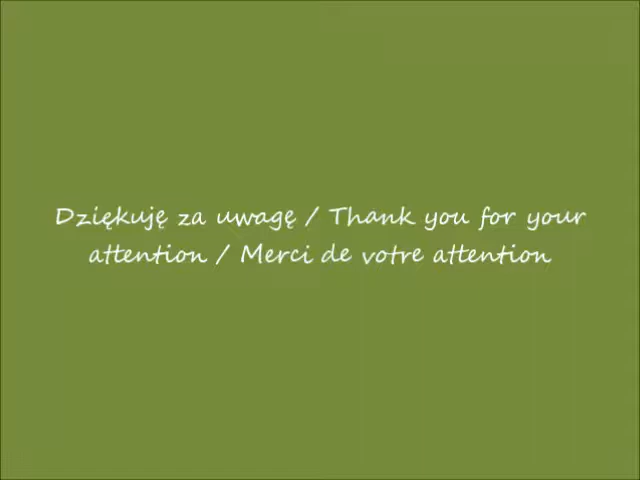 Dziękuję za uwagę / Thank you for your
attention / Merci de votre attention